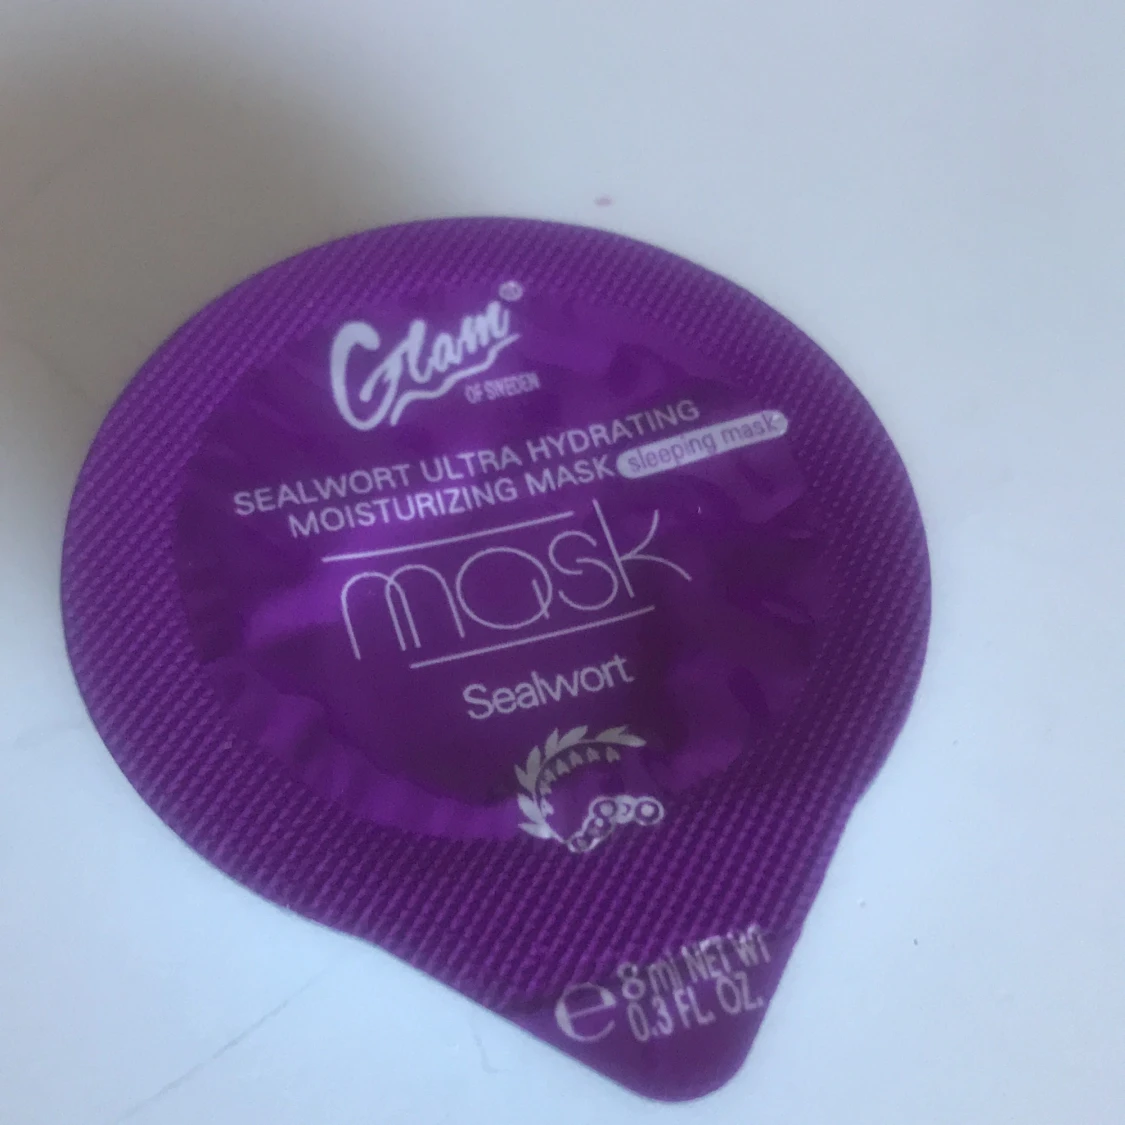 Glam®
OF SWEDEN
SEALWORT ULTRA HYDRATING
MOISTURIZING MASK sleeping mask
mask
Sealwort
e 8 ml NET WT
0.3 FL. OZ.